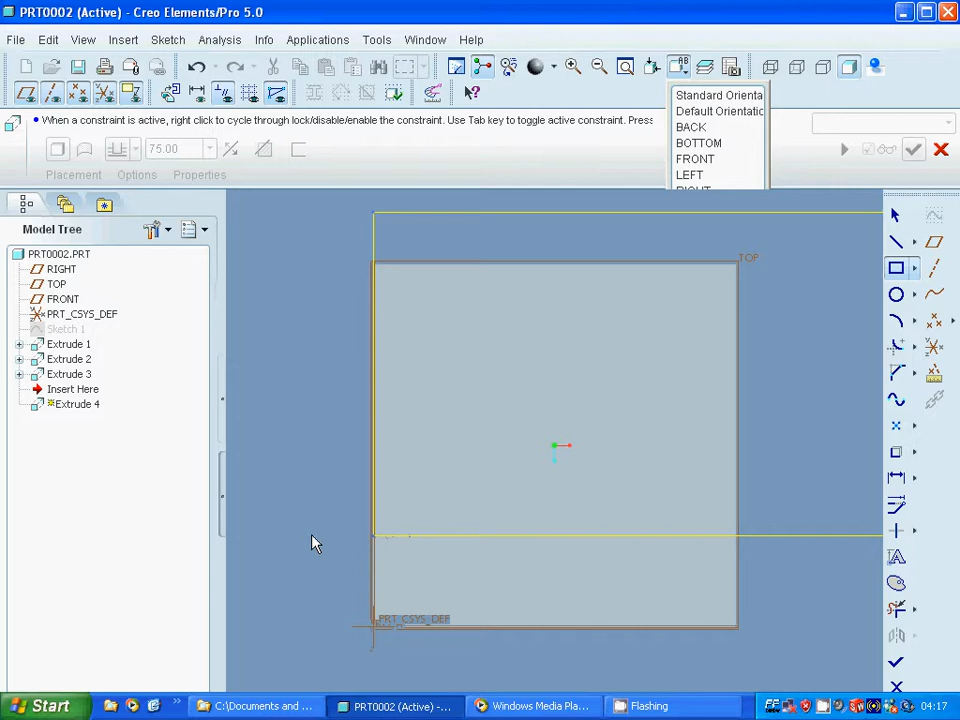 PRT0002 (Active) - Creo Elements/Pro 5.0
File Edit View Insert Sketch Analysis Info Applications Tools Window Help
Standard Orienta
Default Orientatic
BACK
BOTTOM
FRONT
LEFT
RIGHT
When a constraint is active, right click to cycle through lock/disable/enable the constraint. Use Tab key to toggle active constraint. Press
75.00
Placement Options Properties
Model Tree
PRT0002.PRT
RIGHT
TOP
FRONT
PRT_CSYS_DEF
Sketch 1
Extrude 1
Extrude 2
Extrude 3
Insert Here
Extrude 4
TOP
PRT_CSYS_DEF
Start
C:\Documents and ...
PRT0002 (Active) -...
Windows Media Pla...
Flashing
04:17